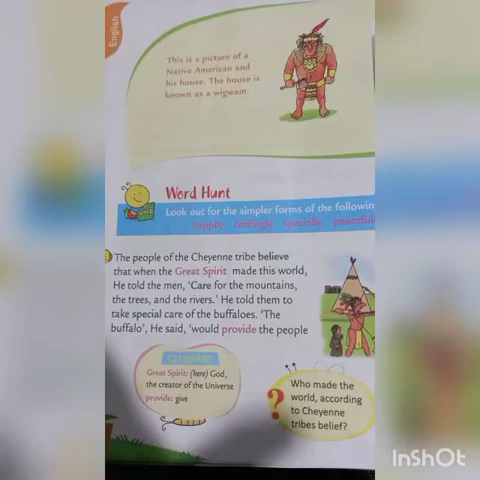 English
This is a picture of a
Native American and
his house. The house is
known as a wigwam.
Word Hunt
Look out for the simpler forms of the followin
happily smilingly specially peacefull
The people of the Cheyenne tribe believe
that when the Great Spirit made this world,
He told the men, ‘Care for the mountains,
the trees, and the rivers.’ He told them to
take special care of the buffaloes. ‘The
buffalo’, He said, ‘would provide the people
GLOSSARY
Great Spirit: (here) God,
the creator of the Universe
provide: give
? Who made the
world, according
to Cheyenne
tribes belief?
InShOt